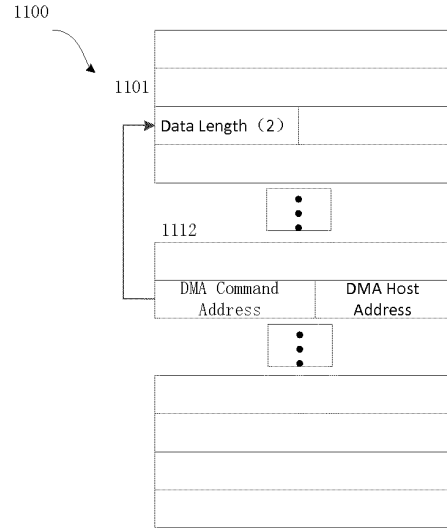 1100
1101
Data Length（2）
1112
DMA Command
Address
DMA Host
Address